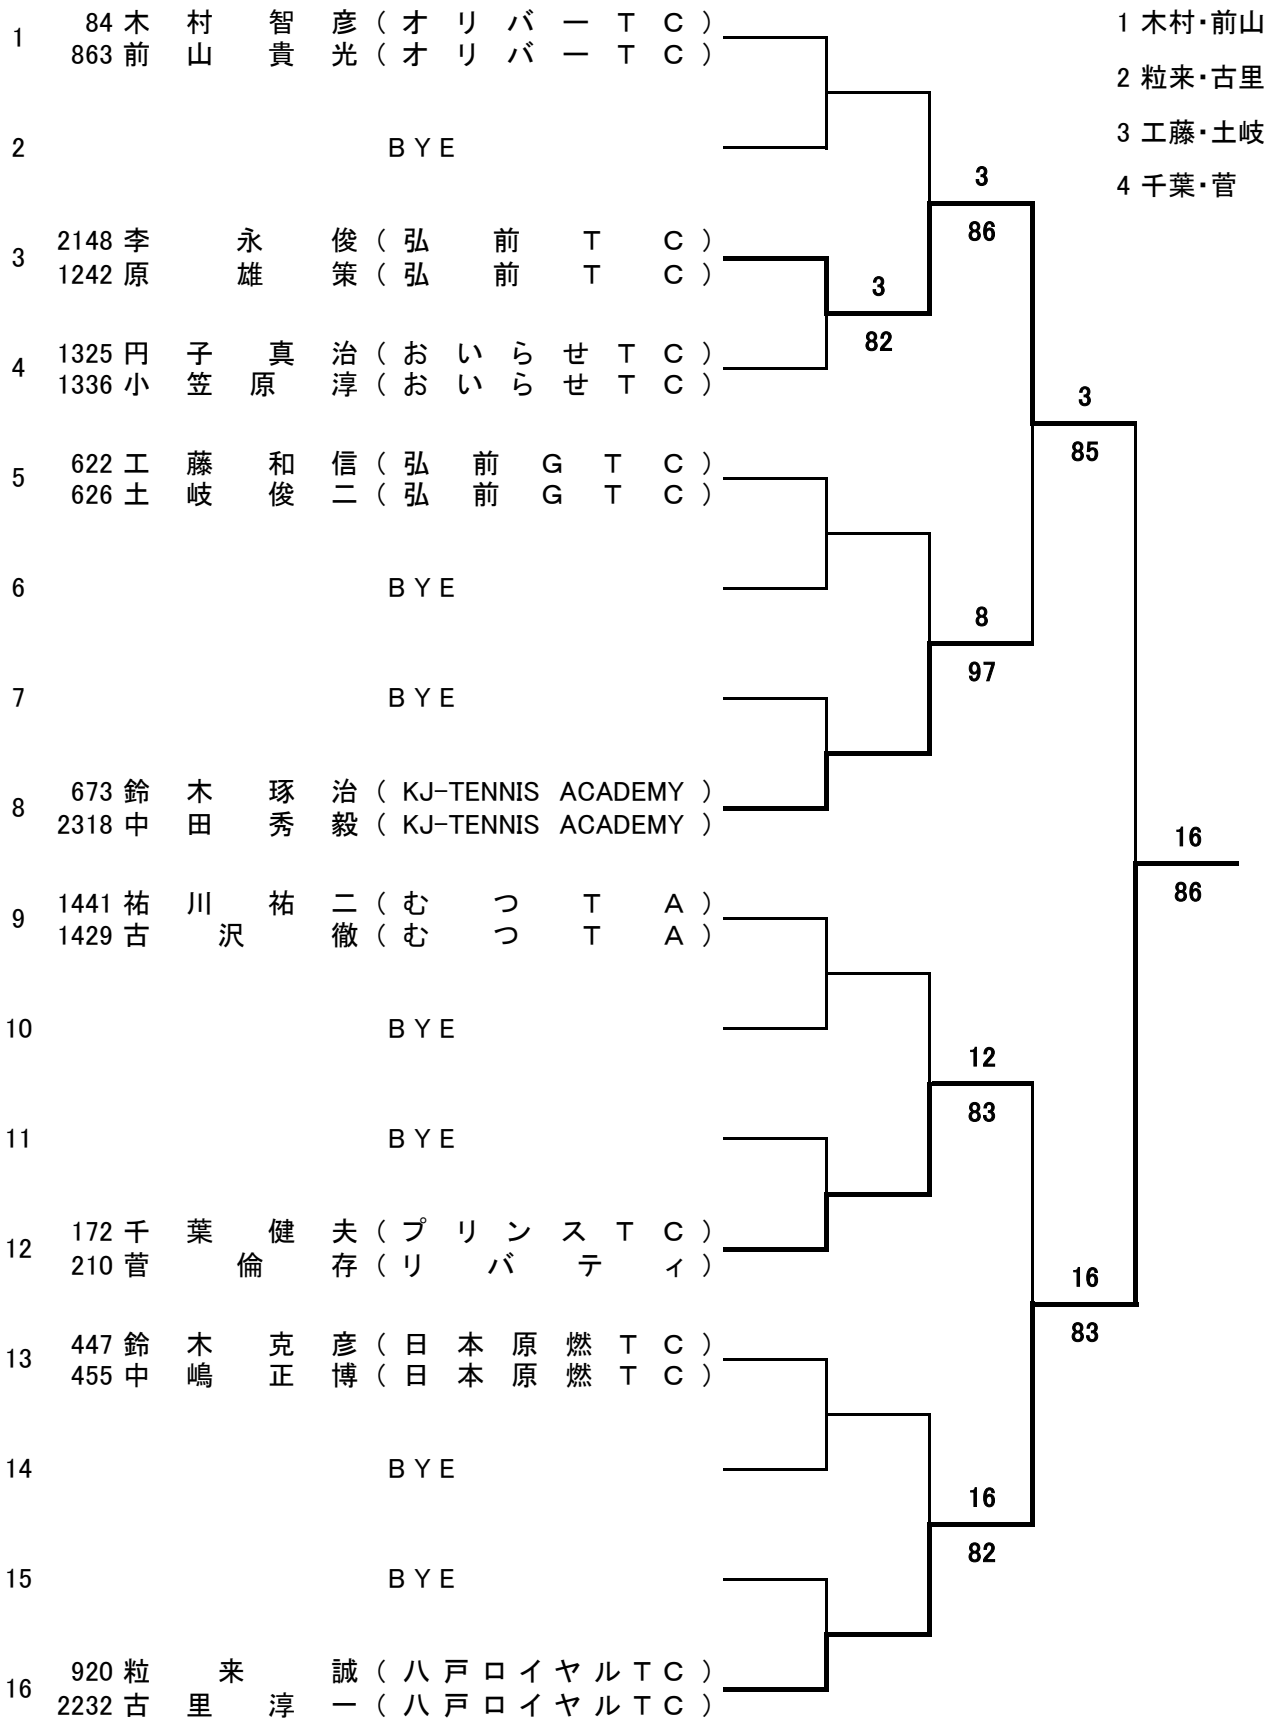 1 84 木村智彦 (オリバーTC)
863 前山貴光 (オリバーTC)
2 BYE
3 2148 李永俊 (弘前TC)
1242 原雄策 (弘前TC)
4 1325 円子真治 (おいらせTC)
1336 小笠原淳 (おいらせTC)
5 622 工藤和信 (弘前GTC)
626 土岐俊二 (弘前GTC)
6 BYE
7 BYE
8 673 鈴木琢治 (KJ-TENNIS ACADEMY)
2318 中田秀毅 (KJ-TENNIS ACADEMY)
9 1441 祐川祐二 (むつTA)
1429 古沢徹 (むつTA)
10 BYE
11 BYE
12 172 千葉健夫 (プリンスTC)
210 菅倫存 (リバティ)
13 447 鈴木克彦 (日本原燃TC)
455 中嶋正博 (日本原燃TC)
14 BYE
15 BYE
16 920 粒来誠 (八戸ロイヤルTC)
2232 古里淳一 (八戸ロイヤルTC)
3
82
3
86
8
97
12
83
16
82
3
85
16
83
16
86
1 木村・前山
2 粒来・古里
3 工藤・土岐
4 千葉・菅